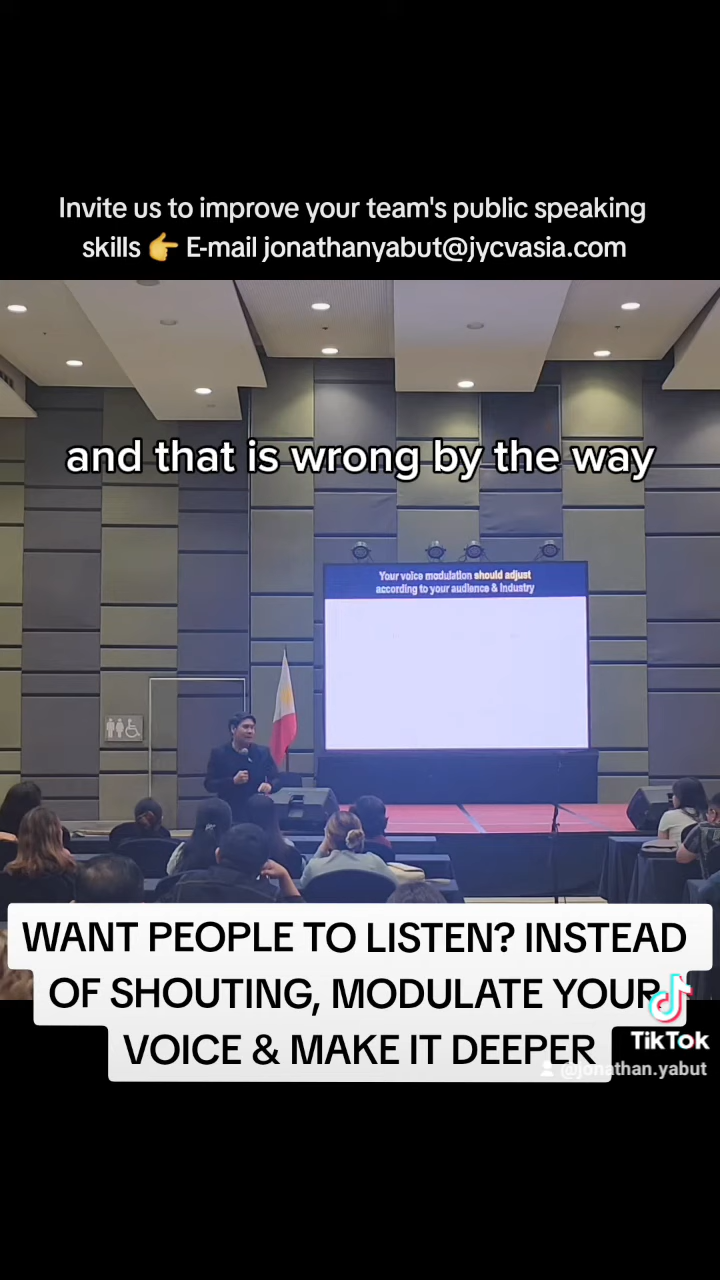 Invite us to improve your team's public speaking
skills 👉 E-mail jonathanyabut@jycvasia.com
and that is wrong by the way
Your voice modulation should adjust
according to your audience & industry
WANT PEOPLE TO LISTEN? INSTEAD
OF SHOUTING, MODULATE YOUR
VOICE & MAKE IT DEEPER
TikTok
@jonathan.yabut